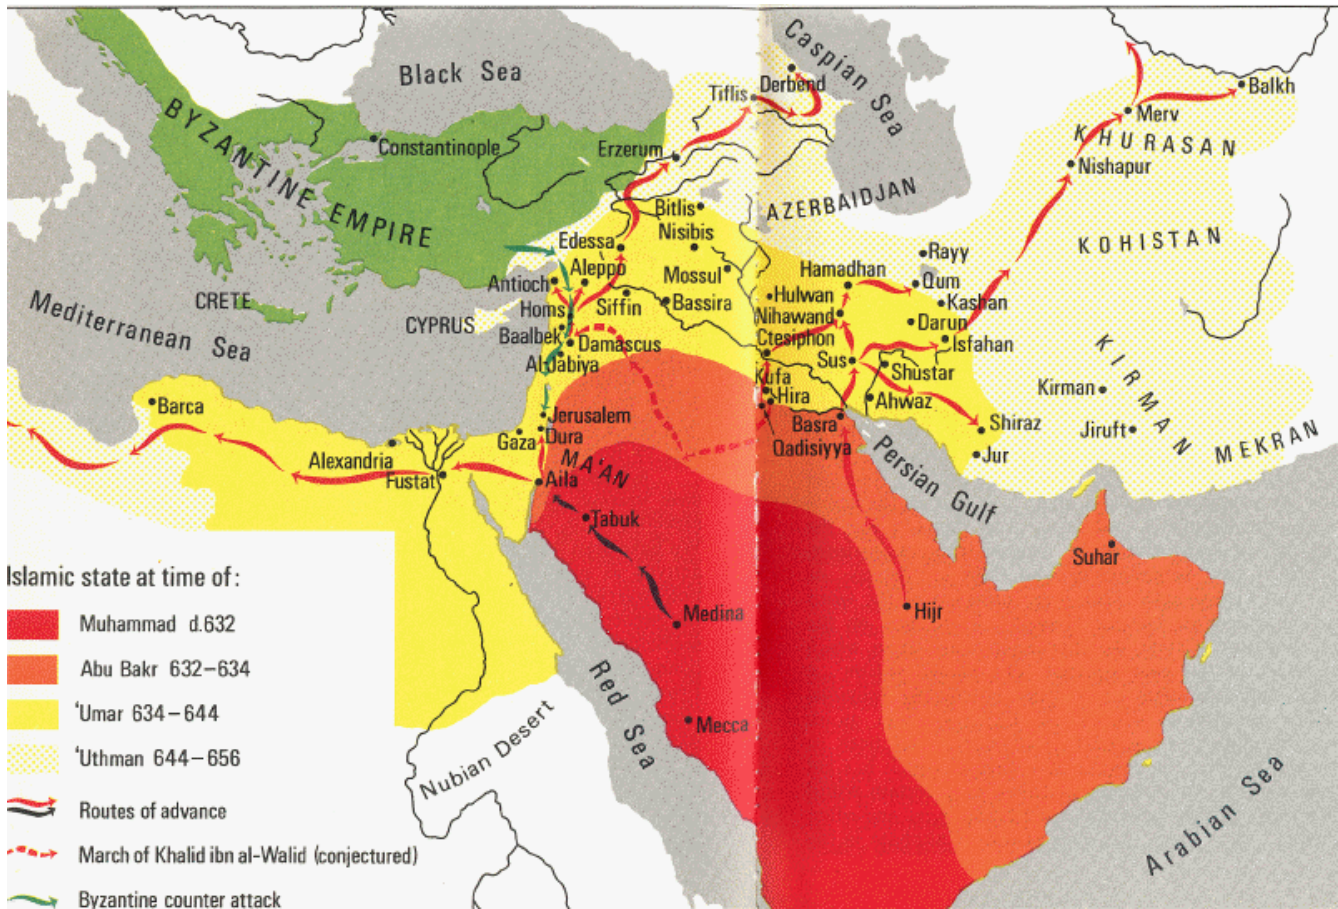 Black Sea
Caspian Sea
Derbend
Tiflis
Balkh
Merv
KHURASAN
Nishapur
BYZANTINE EMPIRE
Constantinople
Erzerum
AZERBAIDJAN
Bitlis
Nisibis
Edessa
Aleppo
Mossul
Antioch
Hamadhan
Rayy
Qum
KOHISTAN
Kashan
CRETE
Mediterranean Sea
CYPRUS
Homs
Siffin
Bassira
Hulwan
Nihawand
Darun
Baalbek
Damascus
Ctesiphon
Isfahan
Al Jabiya
Sus
Shustar
KIRMAN
Kufa
Hira
Ahwaz
Kirman
Barca
Jerusalem
Basra
Shiraz
Jiruft
MEKRAN
Gaza
Dura
Qadisiyya
Jur
Alexandria
MA'AN
Persian Gulf
Fustat
Aila
Tabuk
Suhar
Medina
Hijr
Red Sea
Mecca
Nubian Desert
Arabian Sea
Islamic state at time of:
Muhammad d.632
Abu Bakr 632–634
'Umar 634–644
'Uthman 644–656
Routes of advance
March of Khalid ibn al-Walid (conjectured)
Byzantine counter attack